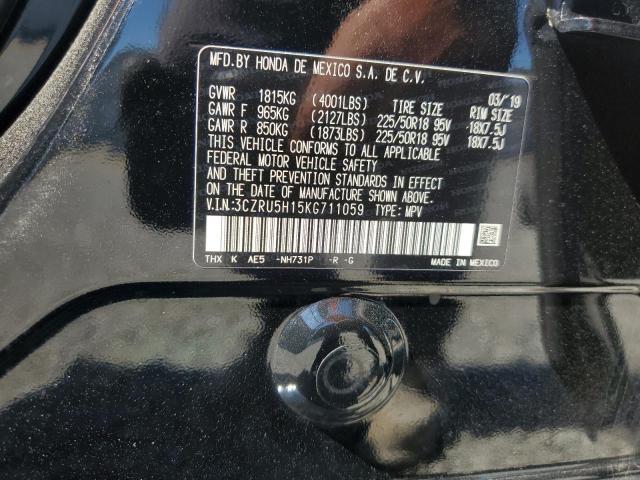 MFD.BY HONDA DE MEXICO S.A. DE C.V.
03/'19
GVWR 1815KG (4001LBS) TIRE SIZE RIM SIZE
GAWR F 965KG (2127LBS) 225/50R18 95V 18X7.5J
GAWR R 850KG (1873LBS) 225/50R18 95V 18X7.5J
THIS VEHICLE CONFORMS TO ALL APPLICABLE
FEDERAL MOTOR VEHICLE SAFETY
AND THEFT PREVENTION STANDARDS IN EFFECT
ON THE DATE OF MANUFACTURE SHOWN ABOVE.
V.I.N.:3CZRU5H15KG711059 TYPE: MPV
THX K AE5 -NH731P -R -G
MADE IN MEXICO